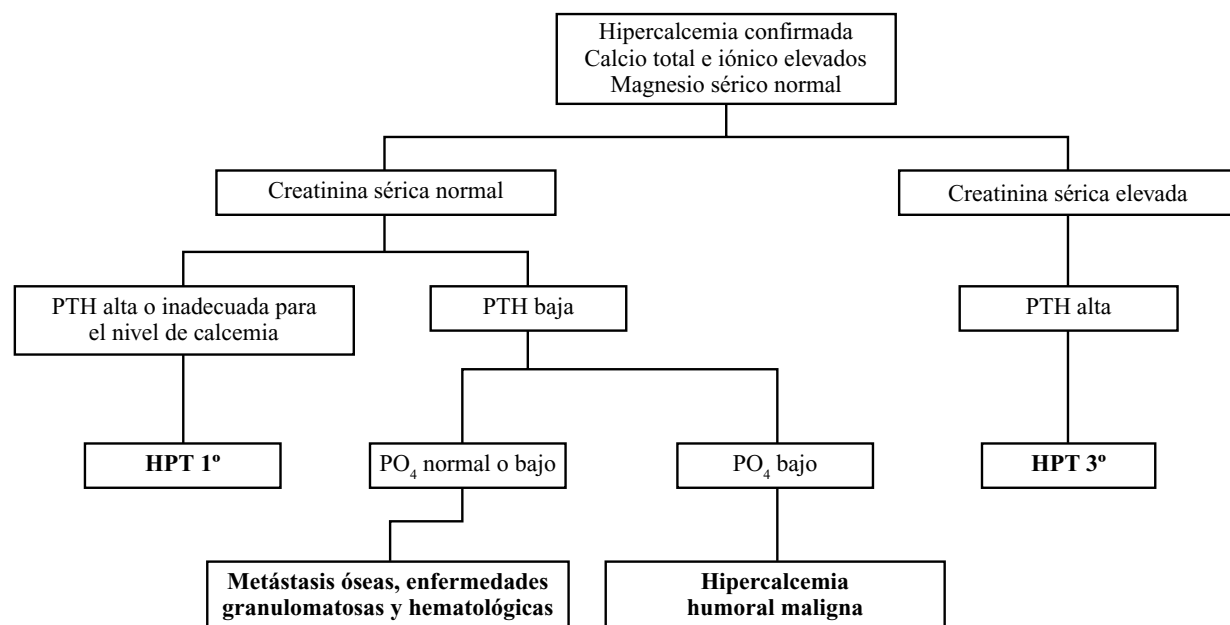 Hipercalcemia confirmada
Calcio total e iónico elevados
Magnesio sérico normal
Creatinina sérica normal
Creatinina sérica elevada
PTH alta o inadecuada para
el nivel de calcemia
PTH baja
PTH alta
HPT 1º
PO₄ normal o bajo
PO₄ bajo
HPT 3º
Metástasis óseas, enfermedades
granulomatosas y hematológicas
Hipercalcemia
humoral maligna